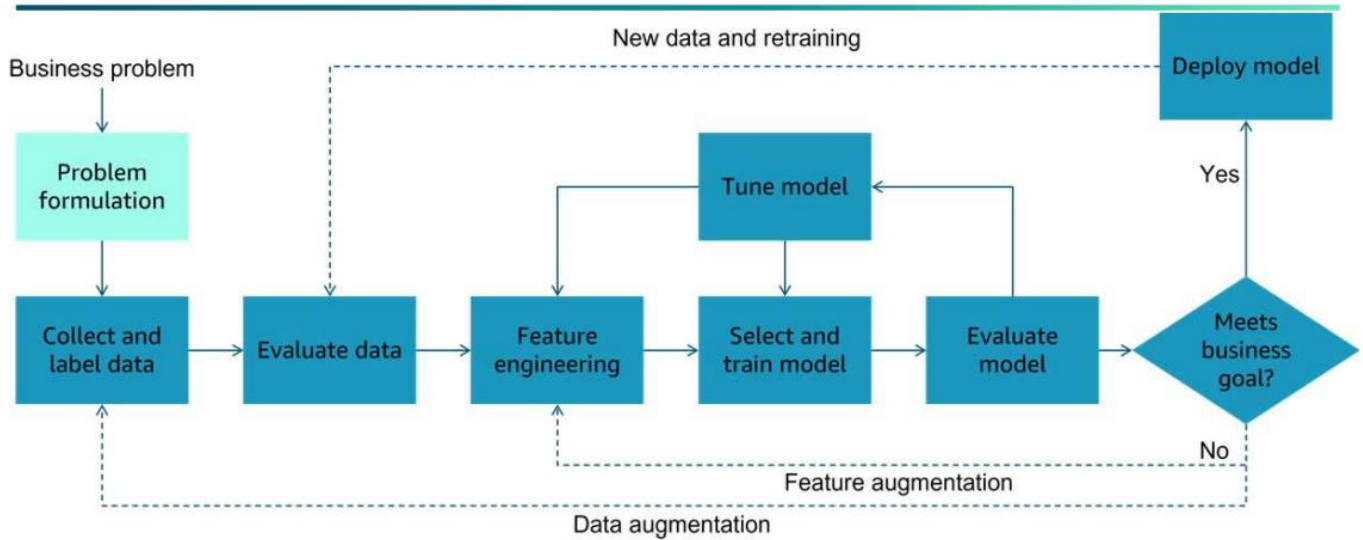 New data and retraining
Deploy model
Business problem
Problem
formulation
Tune model
Yes
Collect and
label data
Evaluate data
Feature
engineering
Select and
train model
Evaluate
model
Meets
business
goal?
No
Feature augmentation
Data augmentation